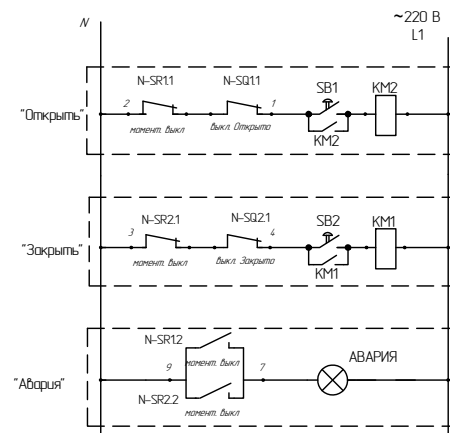 N
~220 В
L1
"Открыть"
2
N-SR1.1
момент. выкл
N-SQ1.1
выкл. Открыто
1
SB1
KM2
KM2
"Закрыть"
3
N-SR2.1
момент. выкл
N-SQ2.1
выкл. Закрыто
4
SB2
KM1
KM1
"Авария"
9
N-SR1.2
момент. выкл
N-SR2.2
момент. выкл
7
АВАРИЯ